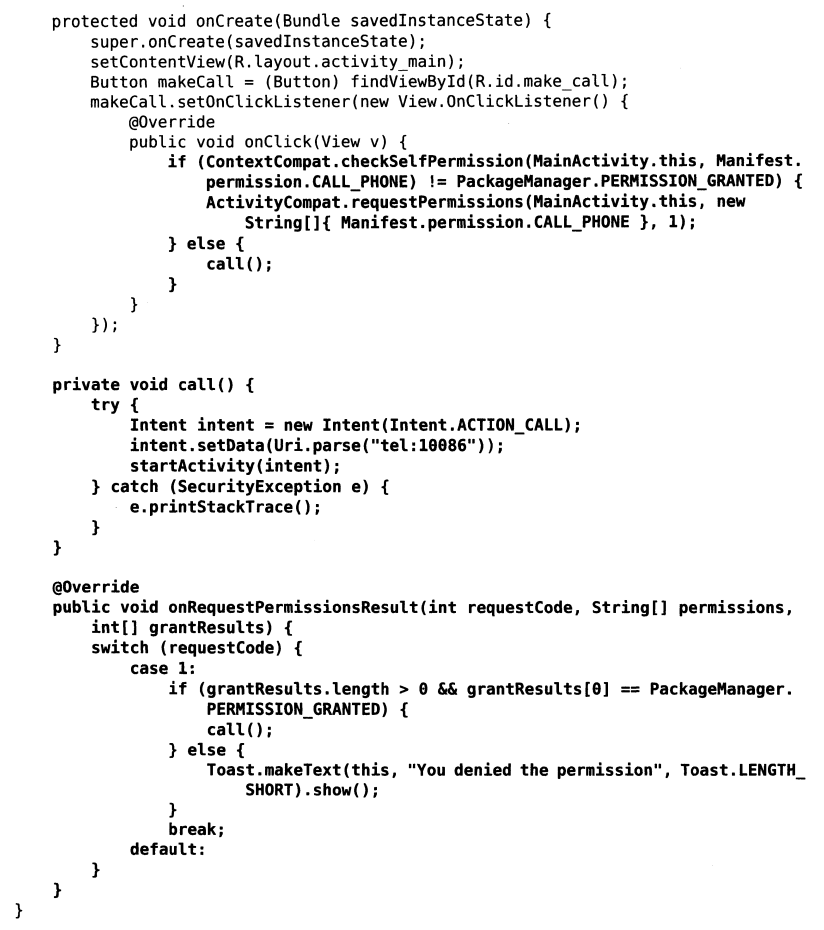 protected void onCreate(Bundle savedInstanceState) {
super.onCreate(savedInstanceState);
setContentView(R.layout.activity_main);
Button makeCall = (Button) findViewById(R.id.make_call);
makeCall.setOnClickListener(new View.OnClickListener() {
@Override
public void onClick(View v) {
if (ContextCompat.checkSelfPermission(MainActivity.this, Manifest.
permission.CALL_PHONE) != PackageManager.PERMISSION_GRANTED) {
ActivityCompat.requestPermissions(MainActivity.this, new
String[]{ Manifest.permission.CALL_PHONE }, 1);
} else {
call();
}
}
});
}
private void call() {
try {
Intent intent = new Intent(Intent.ACTION_CALL);
intent.setData(Uri.parse("tel:10086"));
startActivity(intent);
} catch (SecurityException e) {
e.printStackTrace();
}
}
@Override
public void onRequestPermissionsResult(int requestCode, String[] permissions,
int[] grantResults) {
switch (requestCode) {
case 1:
if (grantResults.length > 0 && grantResults[0] == PackageManager.
PERMISSION_GRANTED) {
call();
} else {
Toast.makeText(this, "You denied the permission", Toast.LENGTH_
SHORT).show();
}
break;
default:
}
}
}